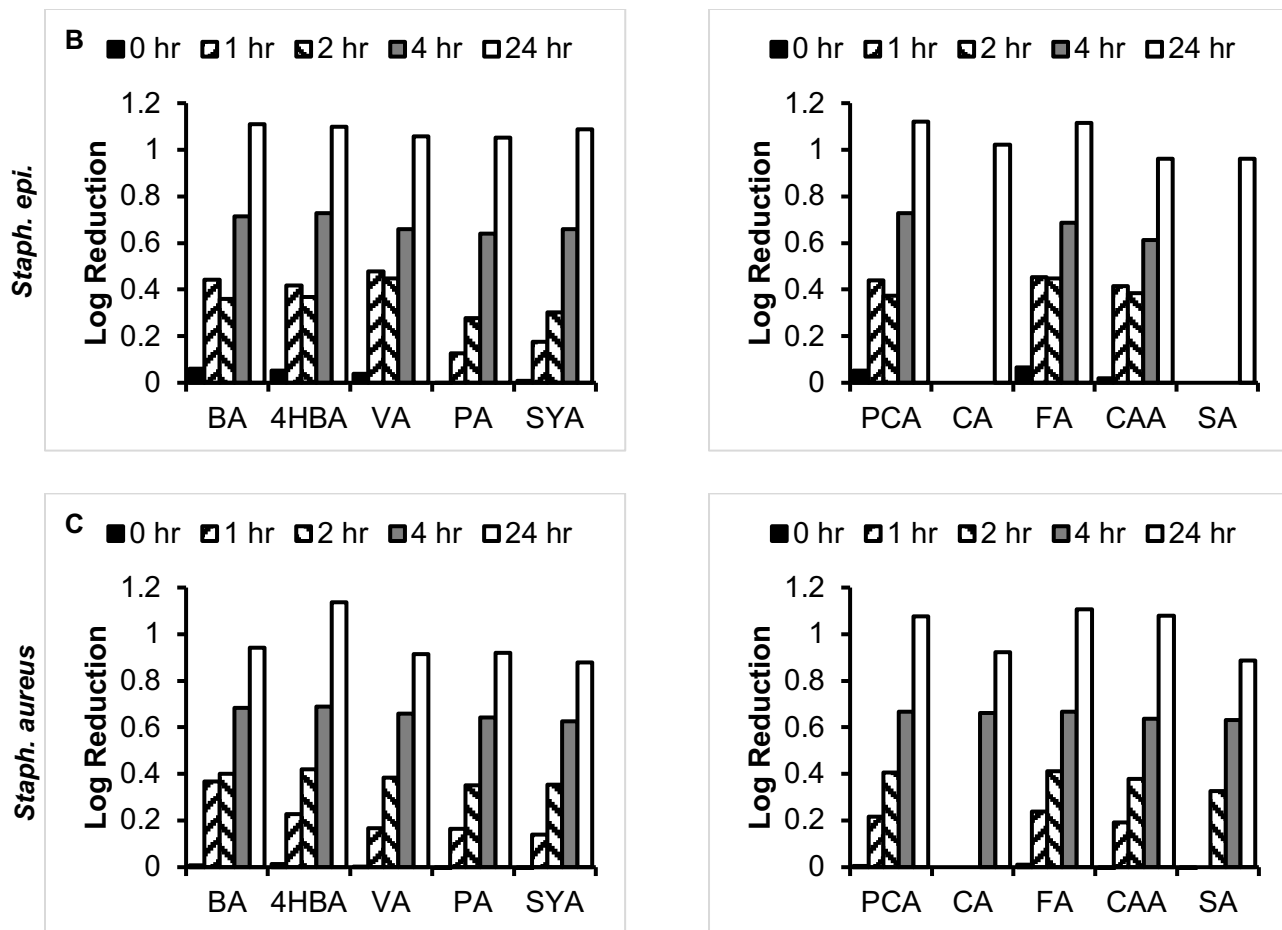 B
0 hr 1 hr 2 hr 4 hr 24 hr
Staph. epi.
Log Reduction
1.2
1
0.8
0.6
0.4
0.2
0
BA 4HBA VA PA SYA
0 hr 1 hr 2 hr 4 hr 24 hr
Log Reduction
1.2
1
0.8
0.6
0.4
0.2
0
PCA CA FA CAA SA
C
0 hr 1 hr 2 hr 4 hr 24 hr
Staph. aureus
Log Reduction
1.2
1
0.8
0.6
0.4
0.2
0
BA 4HBA VA PA SYA
0 hr 1 hr 2 hr 4 hr 24 hr
Log Reduction
1.2
1
0.8
0.6
0.4
0.2
0
PCA CA FA CAA SA